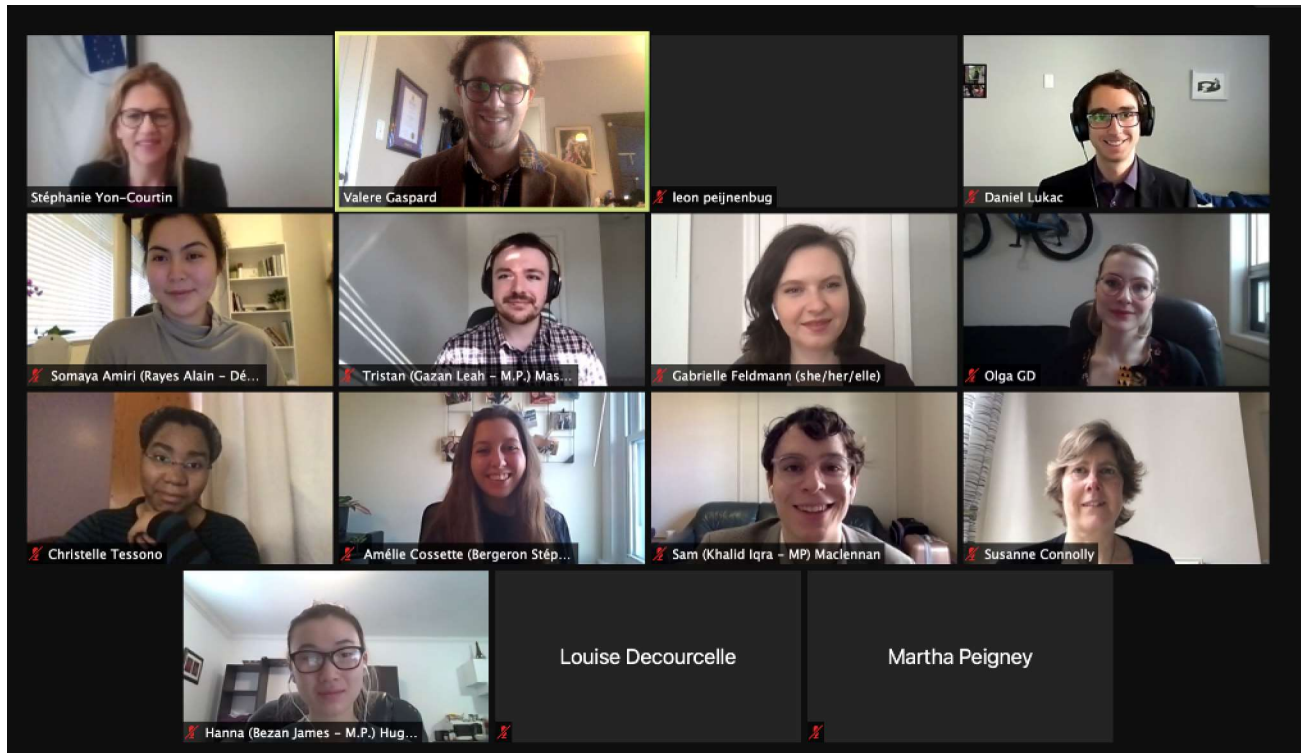 Stéphanie Yon-Courtin
Valere Gaspard
leon peijnenbug
Daniel Lukac
Somaya Amiri (Rayes Alain – Dé...
Tristan (Gazan Leah – M.P.) Mas...
Gabrielle Feldmann (she/her/elle)
Olga GD
Christelle Tessono
Amélie Cossette (Bergeron Stép...
Sam (Khalid Iqra – MP) Maclennan
Susanne Connolly
Hanna (Bezan James – M.P.) Hug...
Louise Decourcelle
Martha Peigney